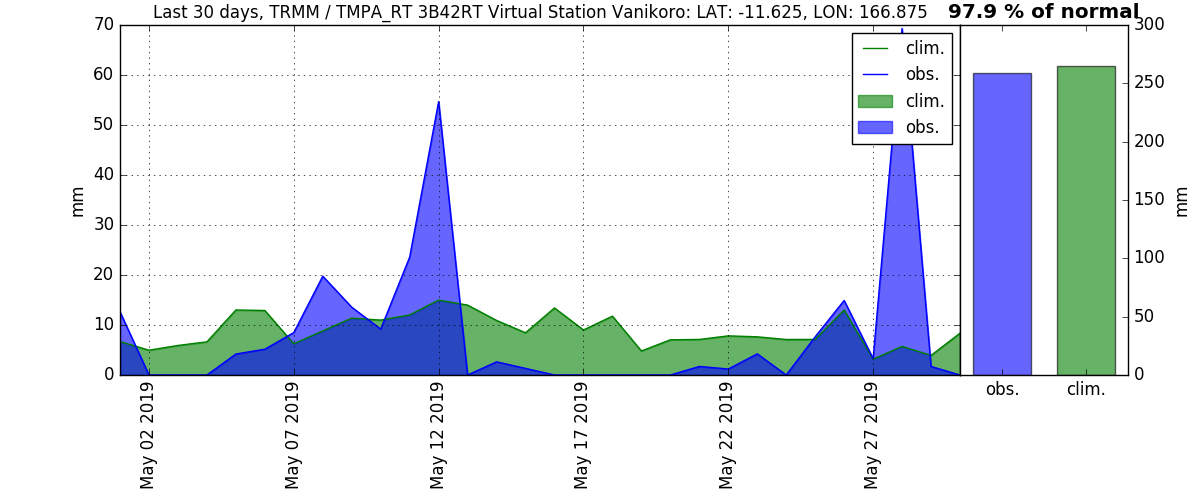 Last 30 days, TRMM / TMPA_RT 3B42RT Virtual Station Vanikoro: LAT: -11.625, LON: 166.875
97.9 % of normal
70
60
50
40
30
20
10
0
mm
clim.
obs.
clim.
obs.
May 02 2019
May 07 2019
May 12 2019
May 17 2019
May 22 2019
May 27 2019
300
250
200
150
100
50
0
mm
obs.
clim.